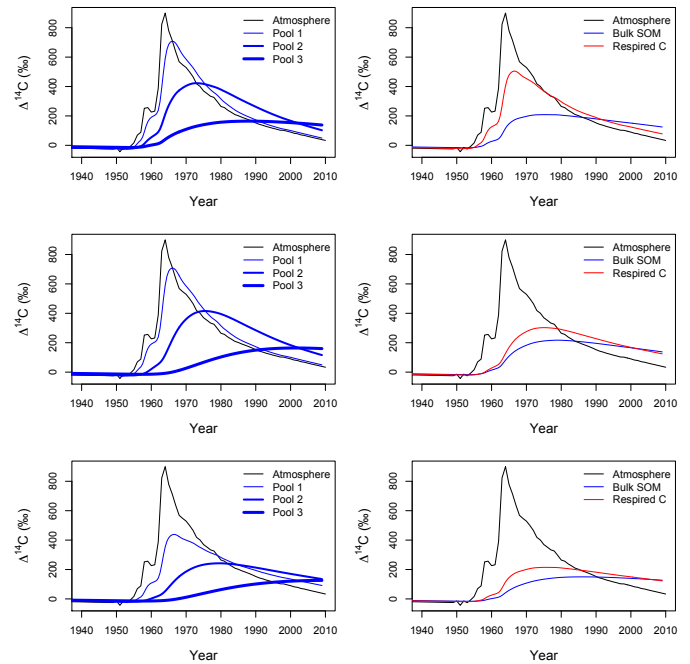 Δ¹⁴C (‰)
0 200 400 600 800
1940 1950 1960 1970 1980 1990 2000 2010
Year
Atmosphere
Pool 1
Pool 2
Pool 3
Δ¹⁴C (‰)
0 200 400 600 800
1940 1950 1960 1970 1980 1990 2000 2010
Year
Atmosphere
Bulk SOM
Respired C
Δ¹⁴C (‰)
0 200 400 600 800
1940 1950 1960 1970 1980 1990 2000 2010
Year
Atmosphere
Pool 1
Pool 2
Pool 3
Δ¹⁴C (‰)
0 200 400 600 800
1940 1950 1960 1970 1980 1990 2000 2010
Year
Atmosphere
Bulk SOM
Respired C
Δ¹⁴C (‰)
0 200 400 600 800
1940 1950 1960 1970 1980 1990 2000 2010
Year
Atmosphere
Pool 1
Pool 2
Pool 3
Δ¹⁴C (‰)
0 200 400 600 800
1940 1950 1960 1970 1980 1990 2000 2010
Year
Atmosphere
Bulk SOM
Respired C